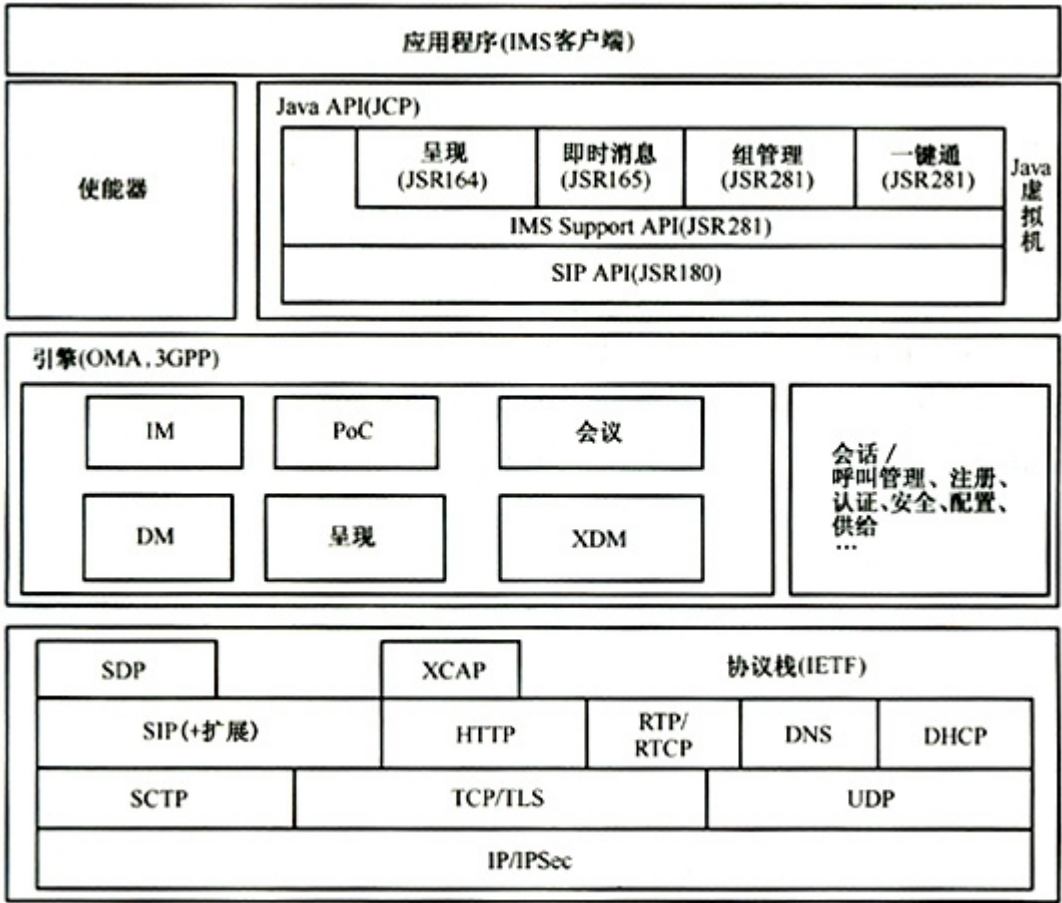 应用程序(IMS客户端)
使能器
Java API(JCP)
呈现
(JSR164)
即时消息
(JSR165)
组管理
(JSR281)
一键通
(JSR281)
Java
虚
拟
机
IMS Support API(JSR281)
SIP API(JSR180)
引擎(OMA,3GPP)
IM
PoC
会议
DM
呈现
XDM
会话/
呼叫管理、注册、
认证、安全、配置、
供给
…
SDP
XCAP
协议栈(IETF)
SIP(+扩展)
HTTP
RTP/
RTCP
DNS
DHCP
SCTP
TCP/TLS
UDP
IP/IPSec